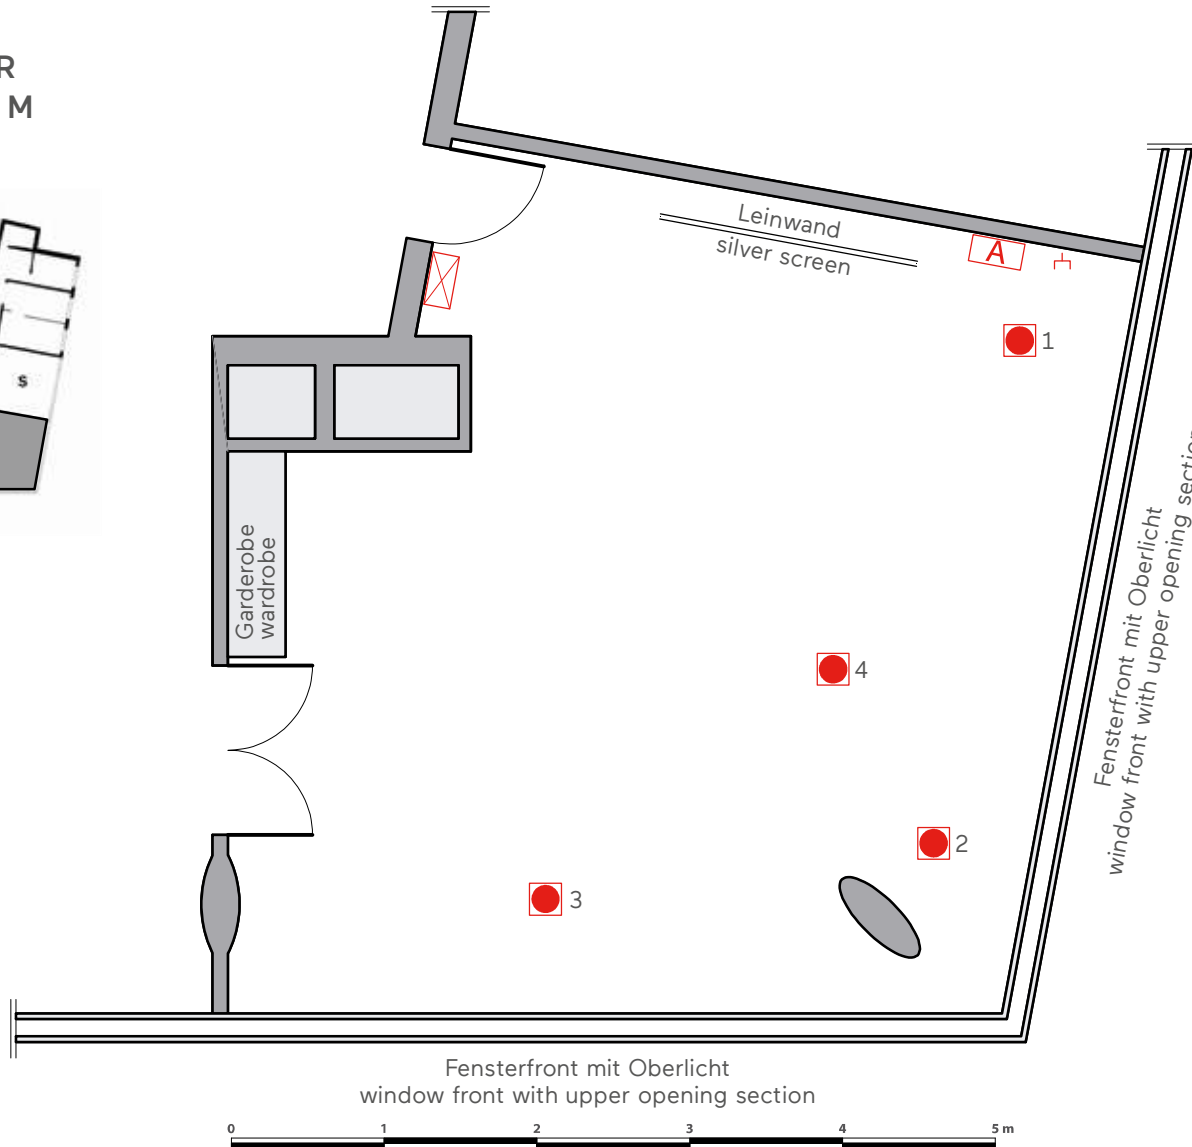 R
M
S
Leinwand
silver screen
A
1
Garderobe
wardrobe
4
2
3
Fensterfront mit Oberlicht
window front with upper opening section
Fensterfront mit Oberlicht
window front with upper opening section
0 1 2 3 4 5 m